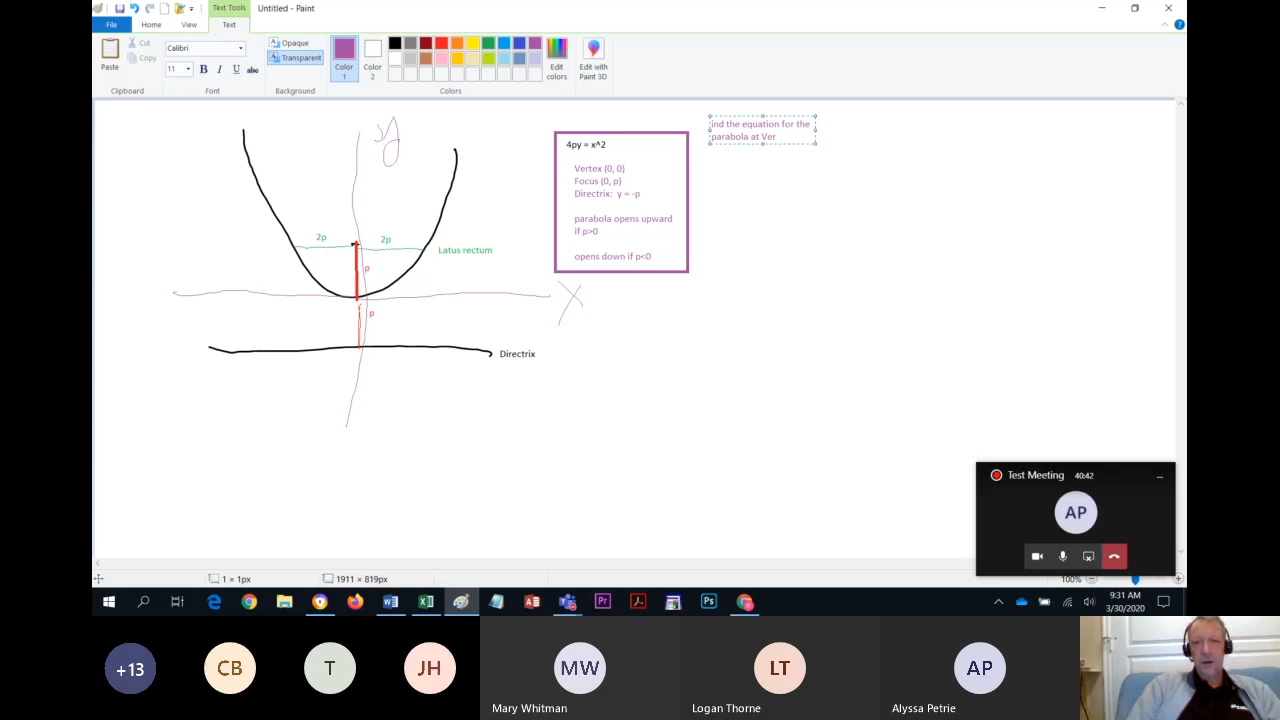 Text Tools
Untitled - Paint
File
Home
View
Text
Paste
Cut
Copy
Clipboard
Calibri
11
B I U abc
Font
Opaque
Transparent
Background
Color 1
Color 2
Edit colors
Colors
Edit with Paint 3D
y
2p
2p
Latus rectum
p
p
X
Directrix
4py = x^2
Vertex (0, 0)
Focus (0, p)
Directrix: y = -p
parabola opens upward
if p>0
opens down if p<0
ind the equation for the
parabola at Ver
Test Meeting 40:42
AP
1 × 1px
1911 × 819px
100%
9:31 AM
3/30/2020
+13
CB
T
JH
MW
Mary Whitman
LT
Logan Thorne
AP
Alyssa Petrie